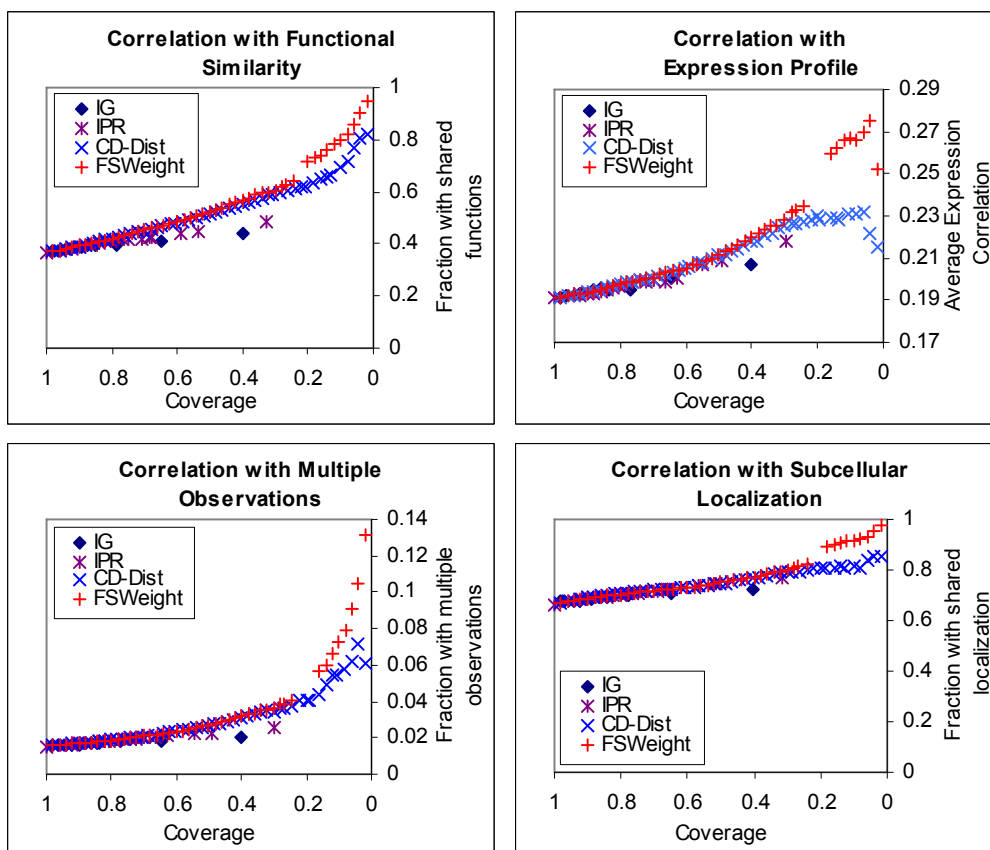 Correlation with Functional
Similarity
IG
IPR
CD-Dist
FSWeight
1
0.8
0.6
0.4
0.2
0
Fraction with shared
functions
1
0.8
0.6
0.4
0.2
0
Coverage
Correlation with
Expression Profile
IG
IPR
CD-Dist
FSWeight
0.29
0.27
0.25
0.23
0.21
0.19
0.17
Average Expression
Correlation
1
0.8
0.6
0.4
0.2
0
Coverage
Correlation with Multiple
Observations
IG
IPR
CD-Dist
FSWeight
0.14
0.12
0.10
0.08
0.06
0.04
0.02
0
Fraction with multiple
observations
1
0.8
0.6
0.4
0.2
0
Coverage
Correlation with Subcellular
Localization
IG
IPR
CD-Dist
FSWeight
1
0.8
0.6
0.4
0.2
0
Fraction with shared
localization
1
0.8
0.6
0.4
0.2
0
Coverage